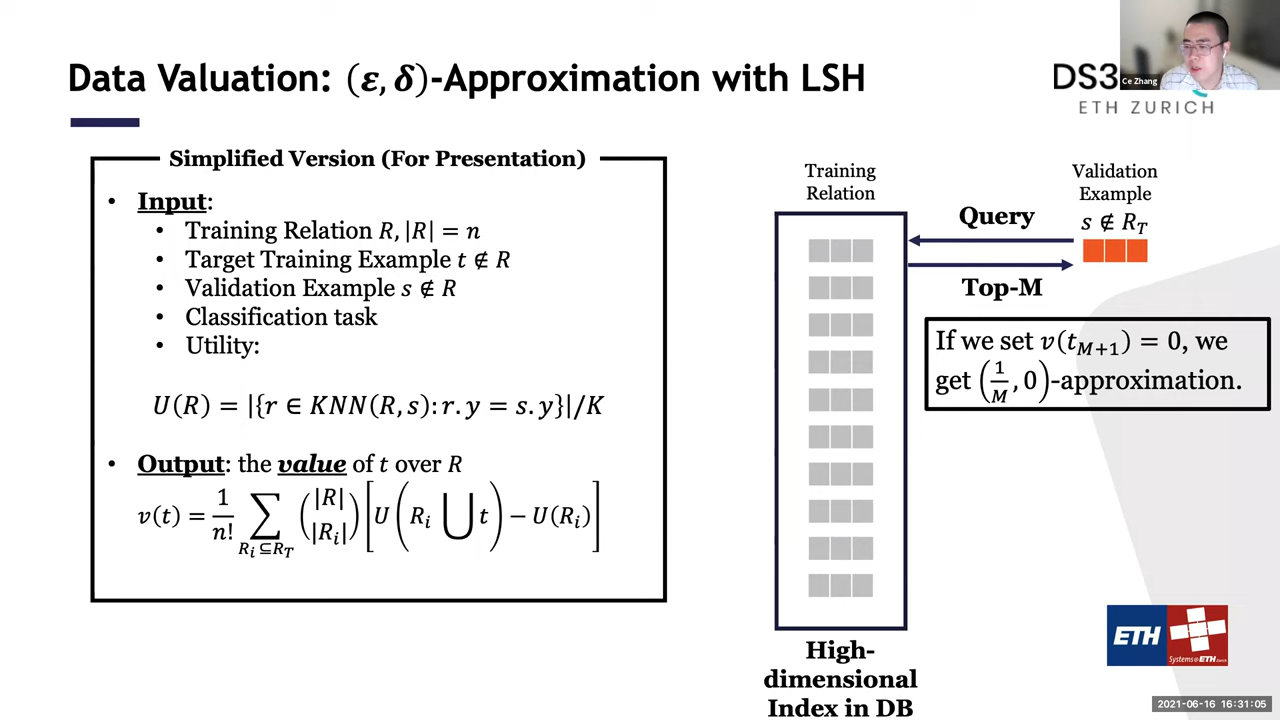 Data Valuation: (ε, δ)-Approximation with LSH
DS3
ETH ZURICH
Ce Zhang
Simplified Version (For Presentation)
• Input:
• Training Relation R, |R| = n
• Target Training Example t ∉ R
• Validation Example s ∉ R
• Classification task
• Utility:
U(R) = |{r ∈ KNN(R, s): r. y = s. y}|/K
• Output: the value of t over R
v(t) = 1/n! ∑_{R_i ⊆ R_T} (|R| |R_i|) [U(R_i ⋃ t) − U(R_i)]
Training
Relation
Query
Top-M
Validation
Example
s ∉ R_T
If we set v(t_{M+1}) = 0, we
get (1/M, 0)-approximation.
High-
dimensional
Index in DB
ETH
Systems@ETH Zürich
2021-06-16 16:31:05